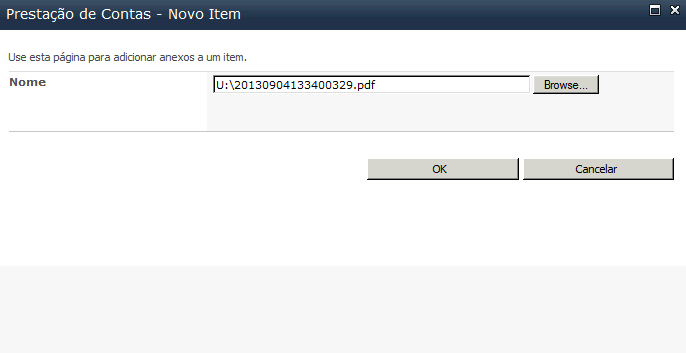 Prestação de Contas - Novo Item
Use esta página para adicionar anexos a um item.
Nome
U:\20130904133400329.pdf
Browse...
OK
Cancelar